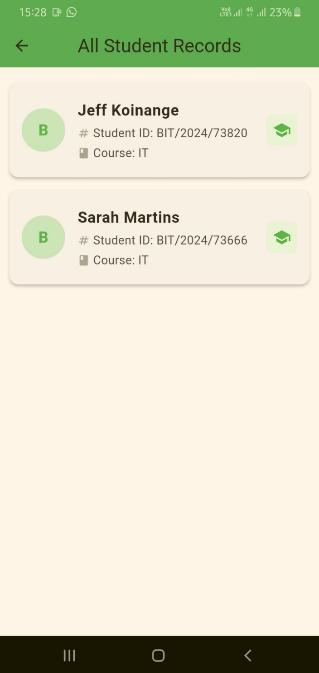 15:28 23%
All Student Records
B
Jeff Koinange
# Student ID: BIT/2024/73820
Course: IT
B
Sarah Martins
# Student ID: BIT/2024/73666
Course: IT